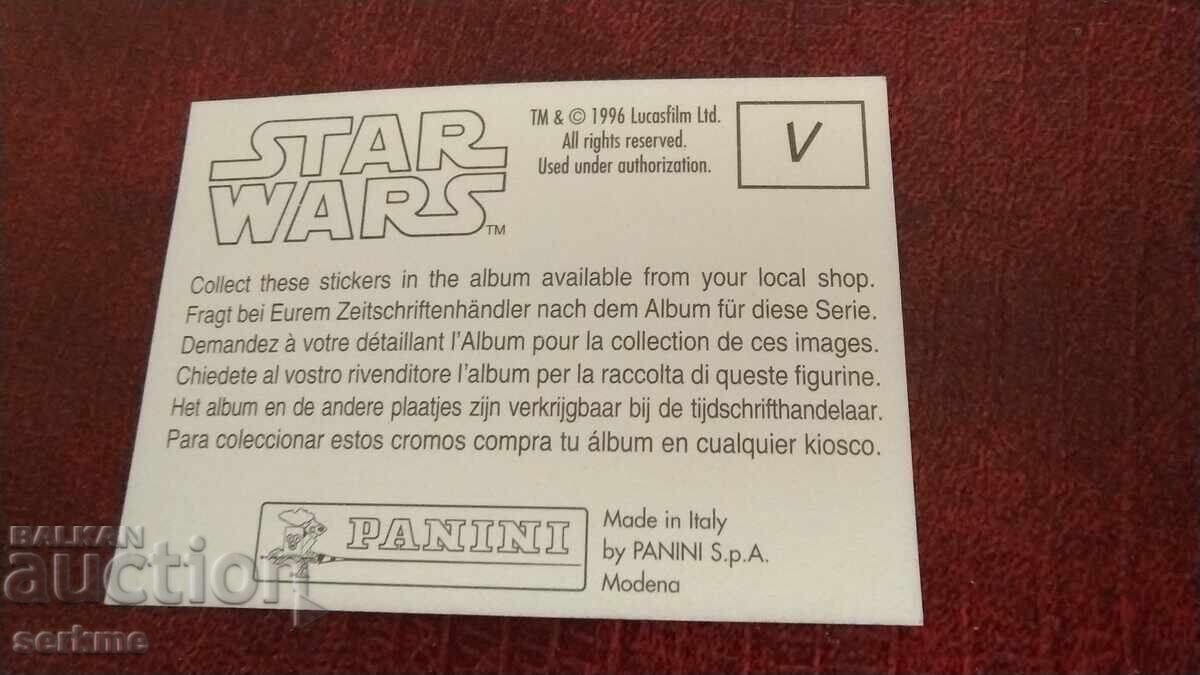 STAR
WARS TM
TM & © 1996 Lucasfilm Ltd.
All rights reserved.
Used under authorization.
V
Collect these stickers in the album available from your local shop.
Fragt bei Eurem Zeitschriftenhändler nach dem Album für diese Serie.
Demandez à votre détaillant l'Album pour la collection de ces images.
Chiedete al vostro rivenditore l'album per la raccolta di queste figurine.
Het album en de andere plaatjes zijn verkrijgbaar bij de tijdschrifthandelaar.
Para coleccionar estos cromos compra tu álbum en cualquier kiosco.
PANINI
Made in Italy
by PANINI S.p.A.
Modena
BALKAN
auction
serkme